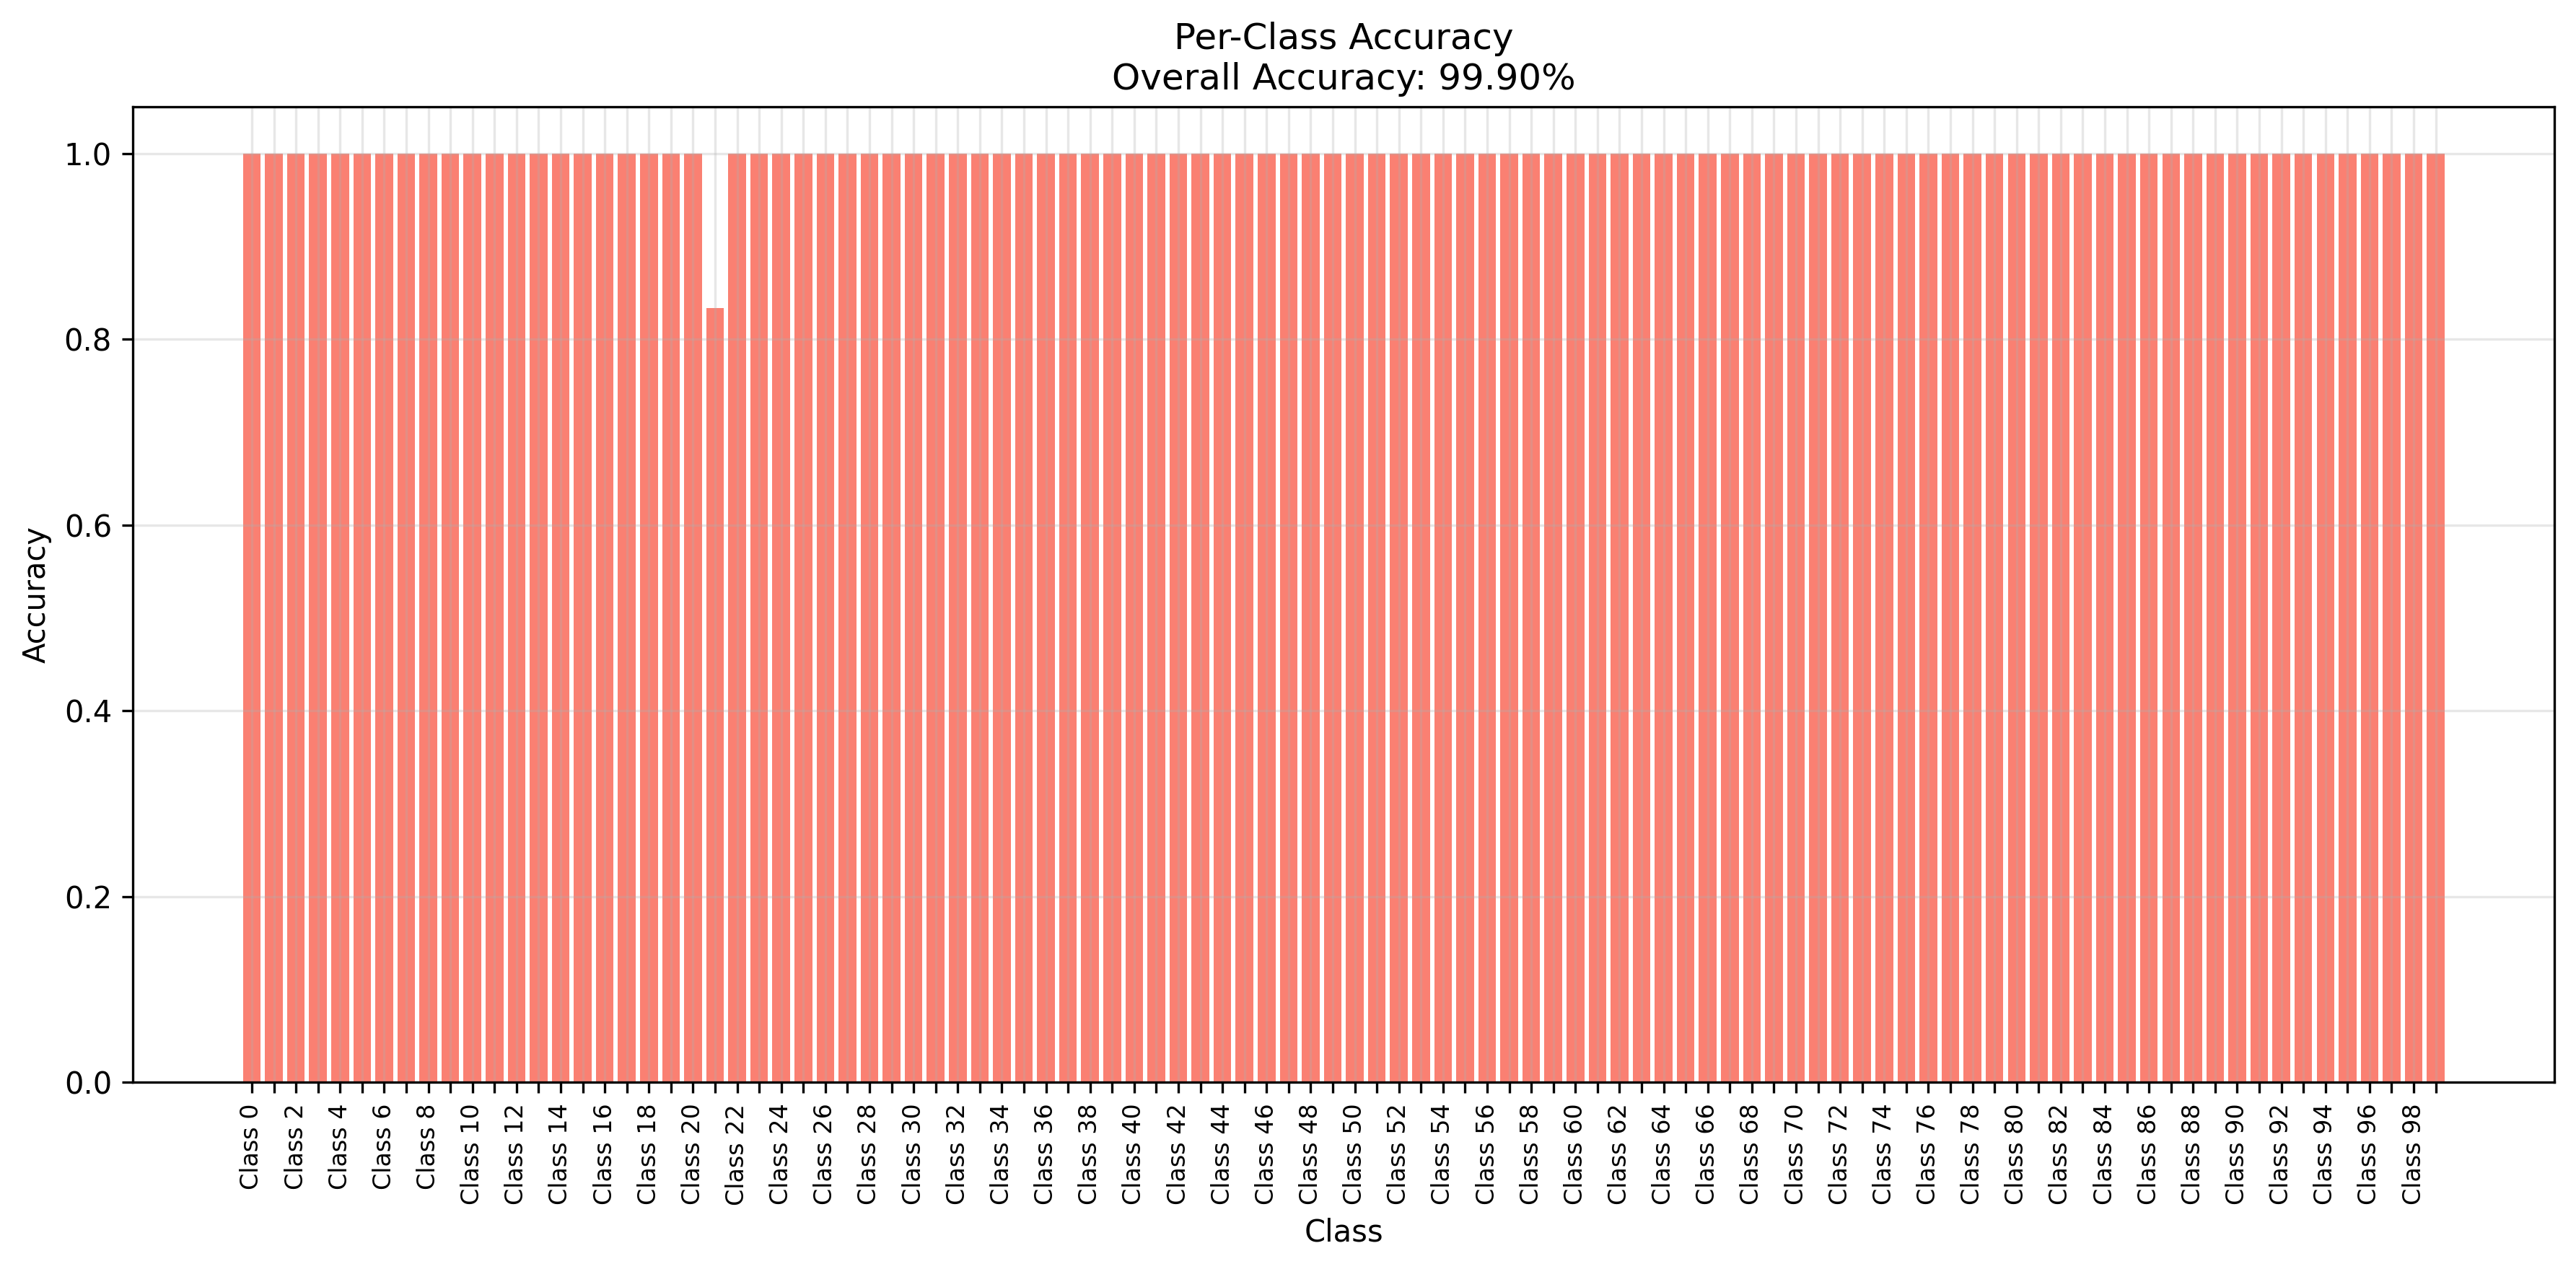 Per-Class Accuracy
Overall Accuracy: 99.90%
Accuracy
1.0
0.8
0.6
0.4
0.2
0.0
Class 0
Class 2
Class 4
Class 6
Class 8
Class 10
Class 12
Class 14
Class 16
Class 18
Class 20
Class 22
Class 24
Class 26
Class 28
Class 30
Class 32
Class 34
Class 36
Class 38
Class 40
Class 42
Class 44
Class 46
Class 48
Class 50
Class 52
Class 54
Class 56
Class 58
Class 60
Class 62
Class 64
Class 66
Class 68
Class 70
Class 72
Class 74
Class 76
Class 78
Class 80
Class 82
Class 84
Class 86
Class 88
Class 90
Class 92
Class 94
Class 96
Class 98
Class